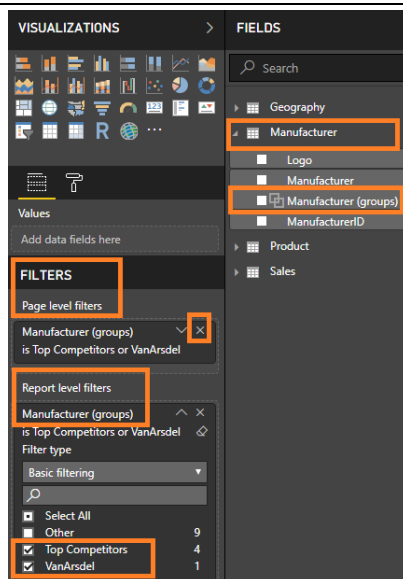 VISUALIZATIONS
R
123
Values
Add data fields here
FILTERS
Page level filters
Manufacturer (groups)
is Top Competitors or VanArsdel
Report level filters
Manufacturer (groups)
is Top Competitors or VanArsdel
Filter type
Basic filtering
Select All
Other 9
Top Competitors 4
VanArsdel 1
FIELDS
Search
Geography
Manufacturer
Logo
Manufacturer
Manufacturer (groups)
ManufacturerID
Product
Sales